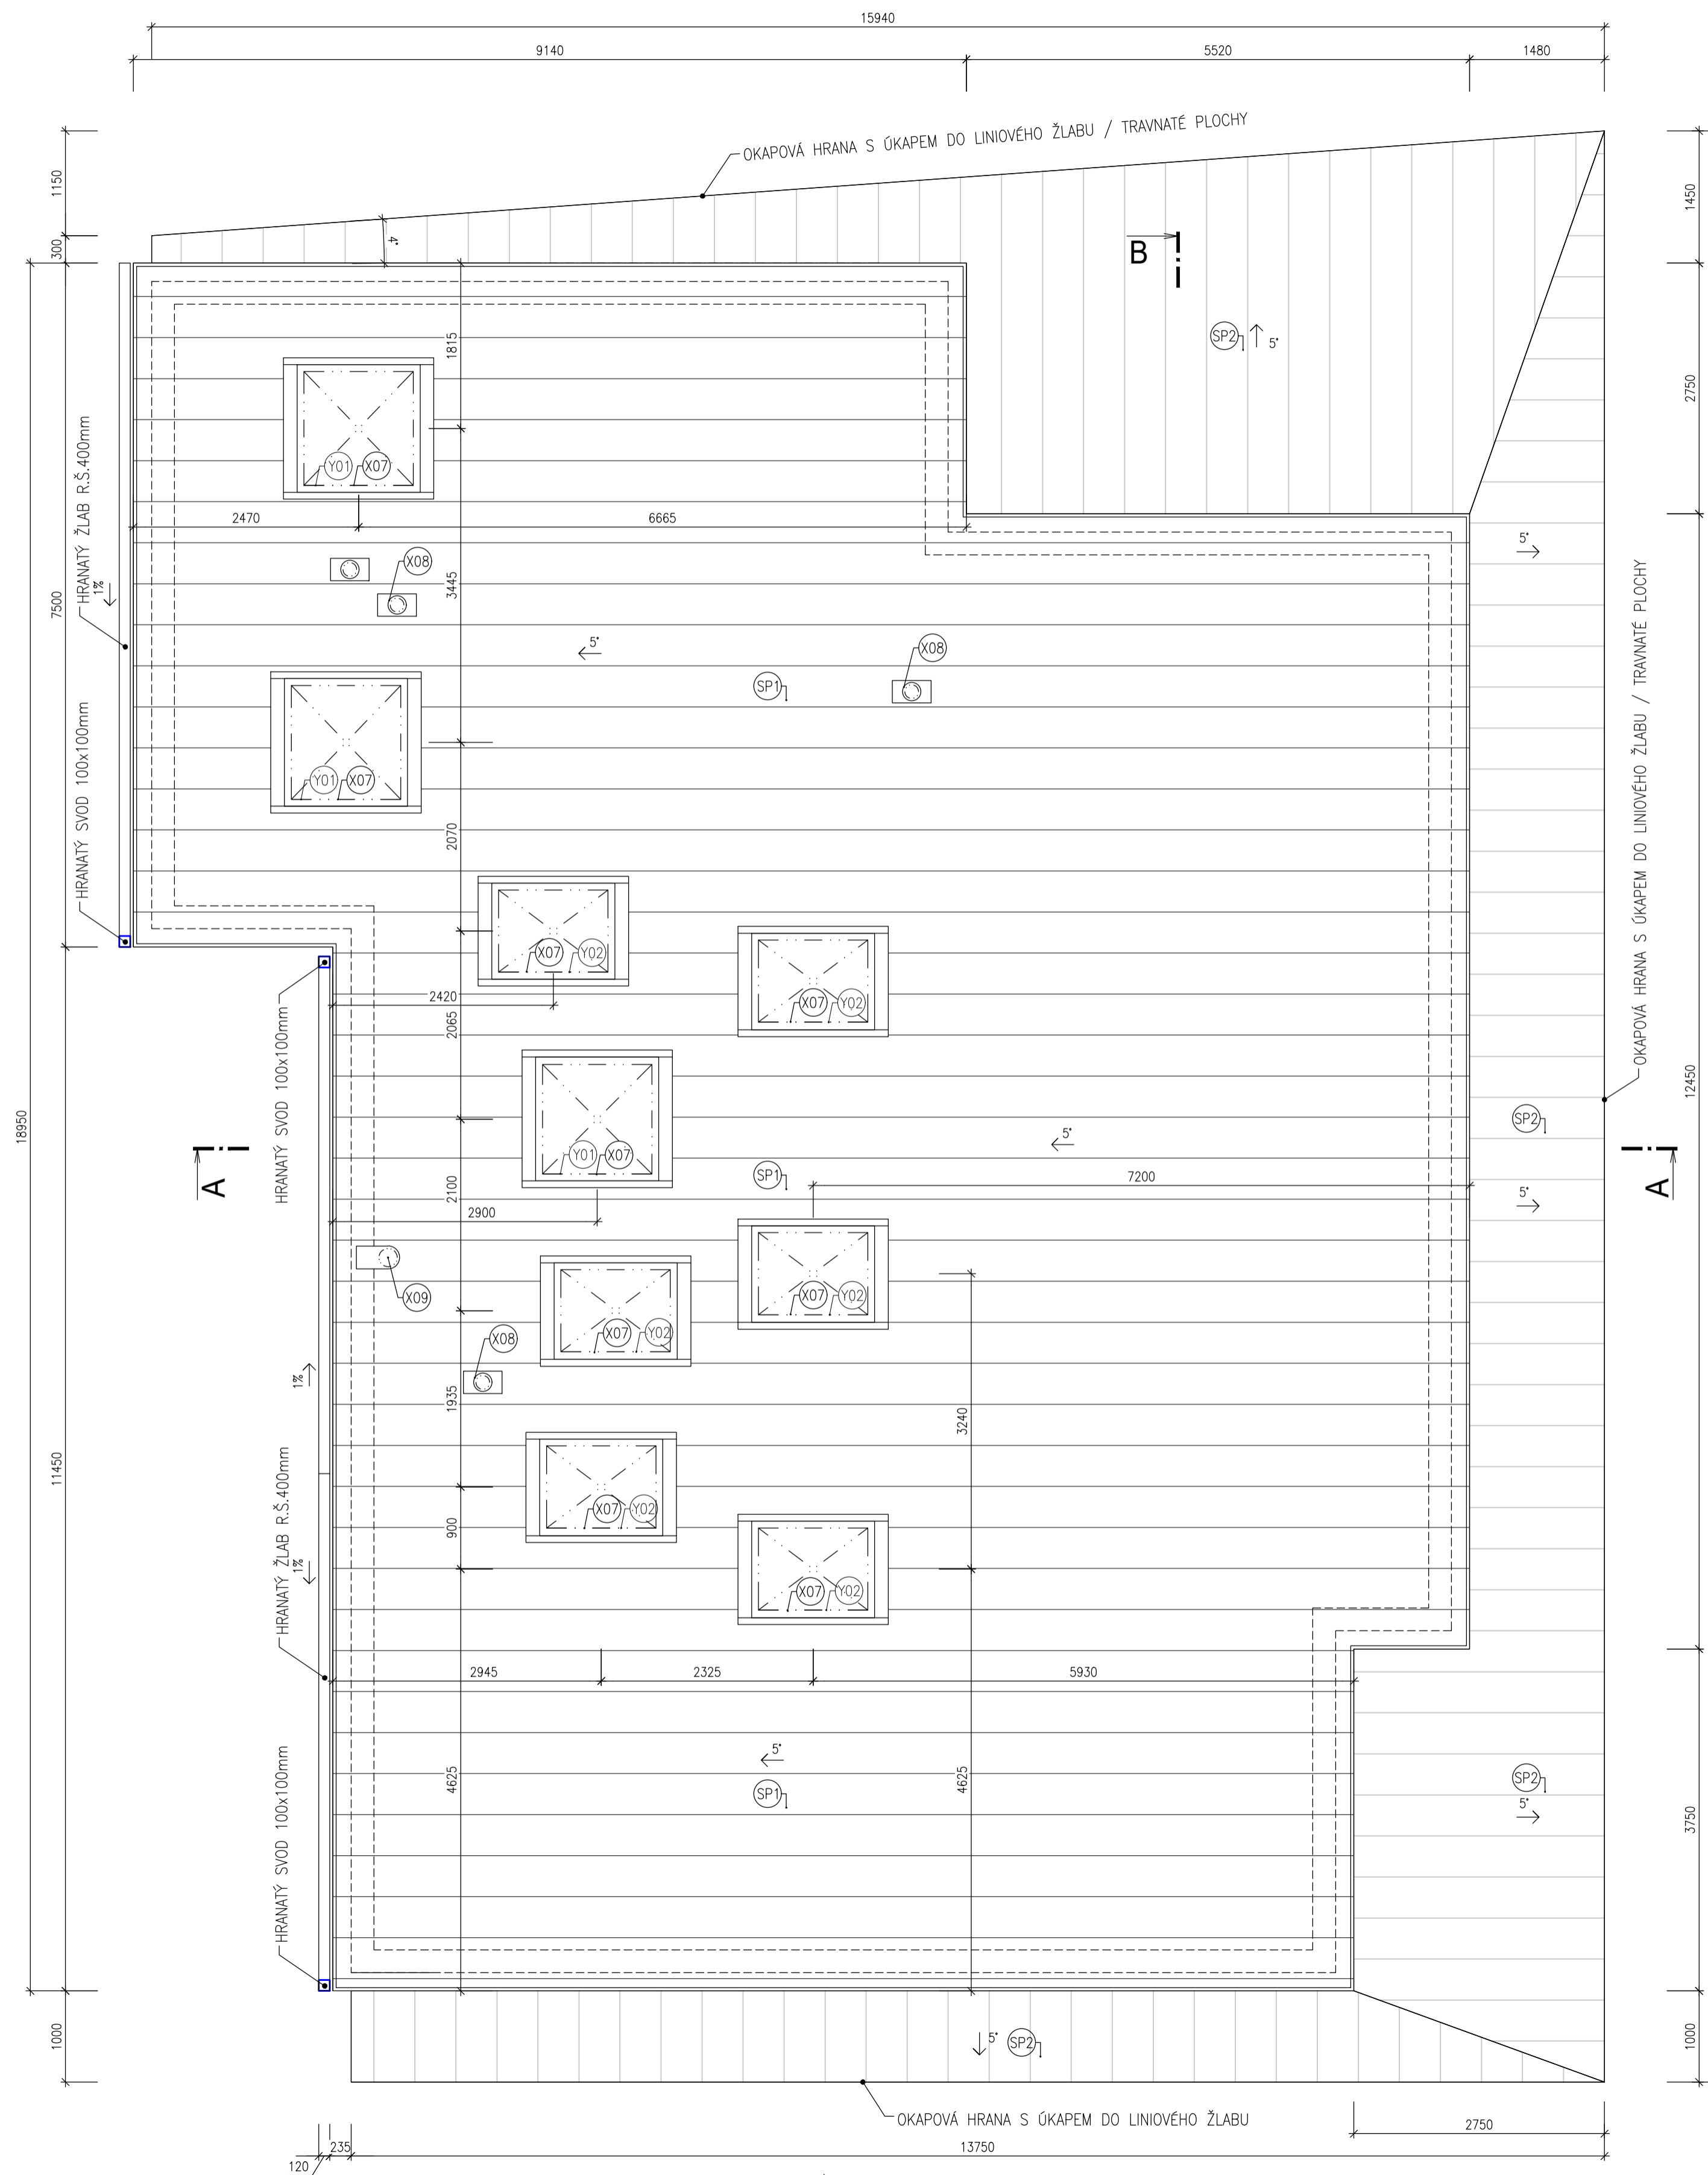 15940
9140
5520
1480
OKAPOVÁ HRANA S ÚKAPEM DO LINIOVÉHO ŽLABU / TRAVNATÉ PLOCHY
1150
300
1450
4°
B
SP2
5°
2750
1815
Y01
X07
HRANATÝ ŽLAB R.Š.400mm
1%
2470
6665
5°
X08
3445
7500
5°
X08
SP1
HRANATÝ SVOD 100x100mm
OKAPOVÁ HRANA S ÚKAPEM DO LINIOVÉHO ŽLABU / TRAVNATÉ PLOCHY
Y01
X07
2070
X07
Y02
X07
Y02
2420
2065
HRANATÝ SVOD 100x100mm
18950
12450
SP2
5°
Y01
X07
SP1
7200
A
A
2100
2900
5°
X09
X07
Y02
X07
Y02
X08
1%
1935
3240
11450
HRANATÝ ŽLAB R.Š.400mm
1%
X07
Y02
900
X07
Y02
2945
2325
5930
5°
SP1
SP2
5°
4625
4625
3750
HRANATÝ SVOD 100x100mm
1000
5°
SP2
1000
OKAPOVÁ HRANA S ÚKAPEM DO LINIOVÉHO ŽLABU
2750
235
13750
120